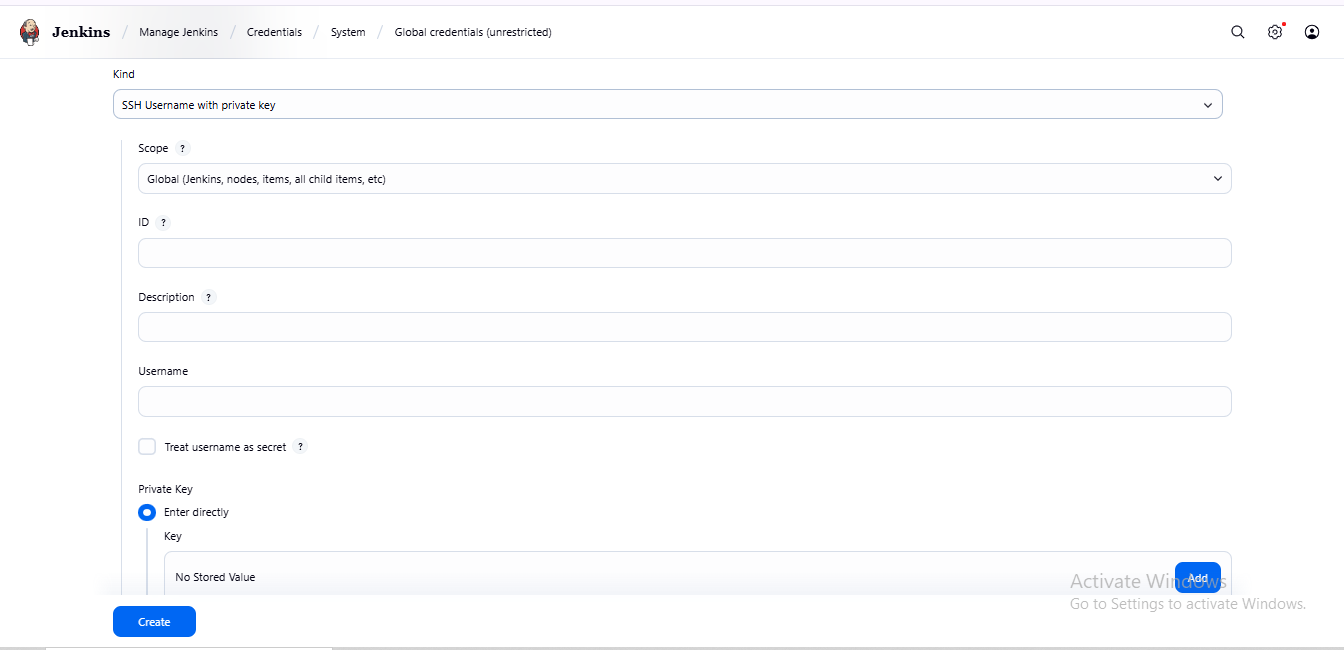 Jenkins / Manage Jenkins / Credentials / System / Global credentials (unrestricted)
Kind
SSH Username with private key
Scope ?
Global (Jenkins, nodes, items, all child items, etc)
ID ?
Description ?
Username
Treat username as secret ?
Private Key
Enter directly
Key
No Stored Value
Add
Activate Windows
Go to Settings to activate Windows.
Create